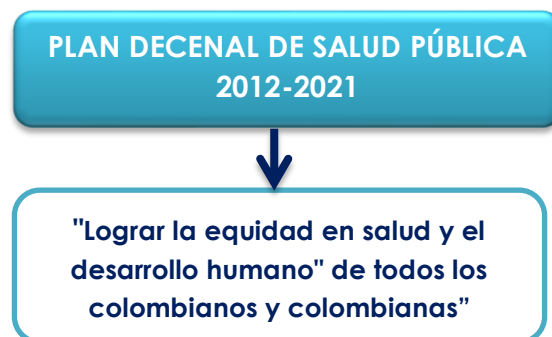 PLAN DECENAL DE SALUD PÚBLICA
2012-2021
"Lograr la equidad en salud y el
desarrollo humano" de todos los
colombianos y colombianas”